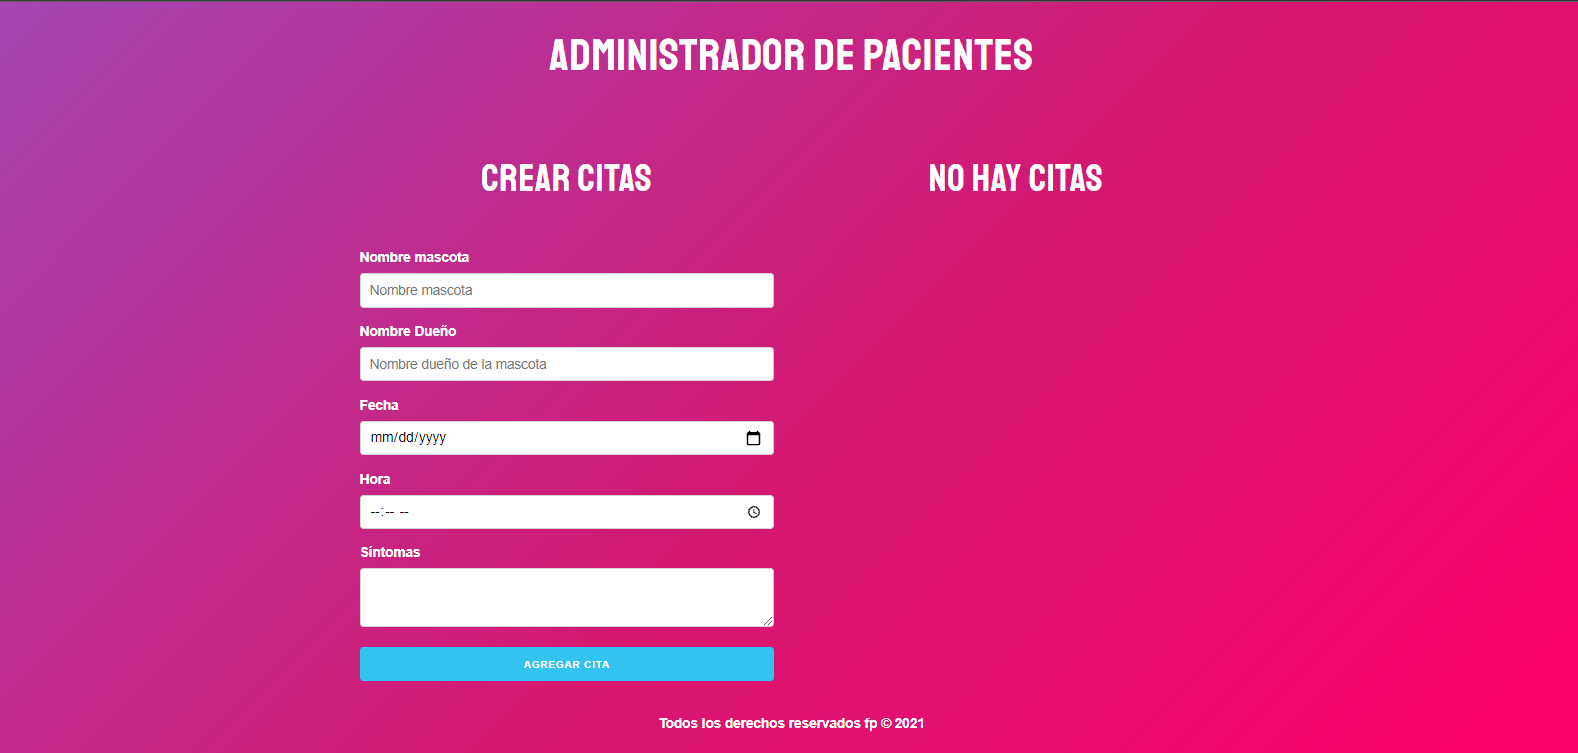 ADMINISTRADOR DE PACIENTES
CREAR CITAS
NO HAY CITAS
Nombre mascota
Nombre mascota
Nombre Dueño
Nombre dueño de la mascota
Fecha
mm/dd/yyyy
Hora
--:-- --
Síntomas
AGREGAR CITA
Todos los derechos reservados fp © 2021